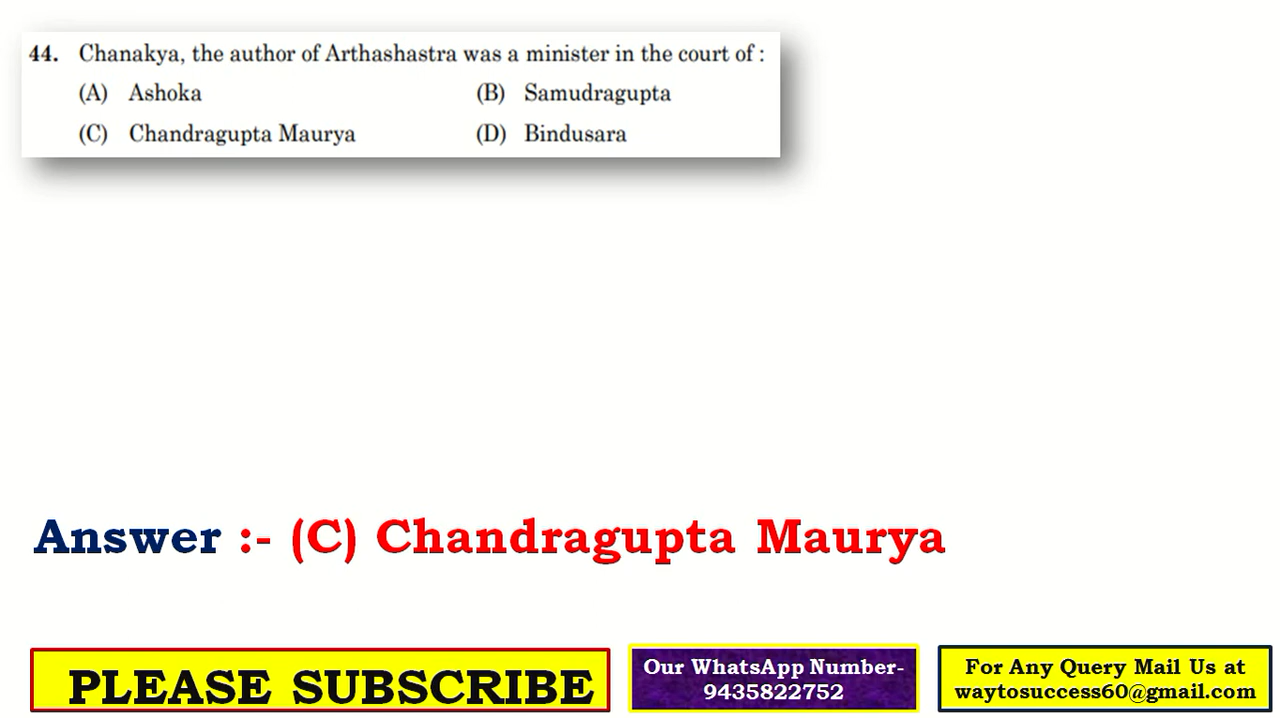 44. Chanakya, the author of Arthashastra was a minister in the court of :
(A) Ashoka (B) Samudragupta
(C) Chandragupta Maurya (D) Bindusara
Answer :- (C) Chandragupta Maurya
PLEASE SUBSCRIBE
Our WhatsApp Number-
9435822752
For Any Query Mail Us at
waytosuccess60@gmail.com